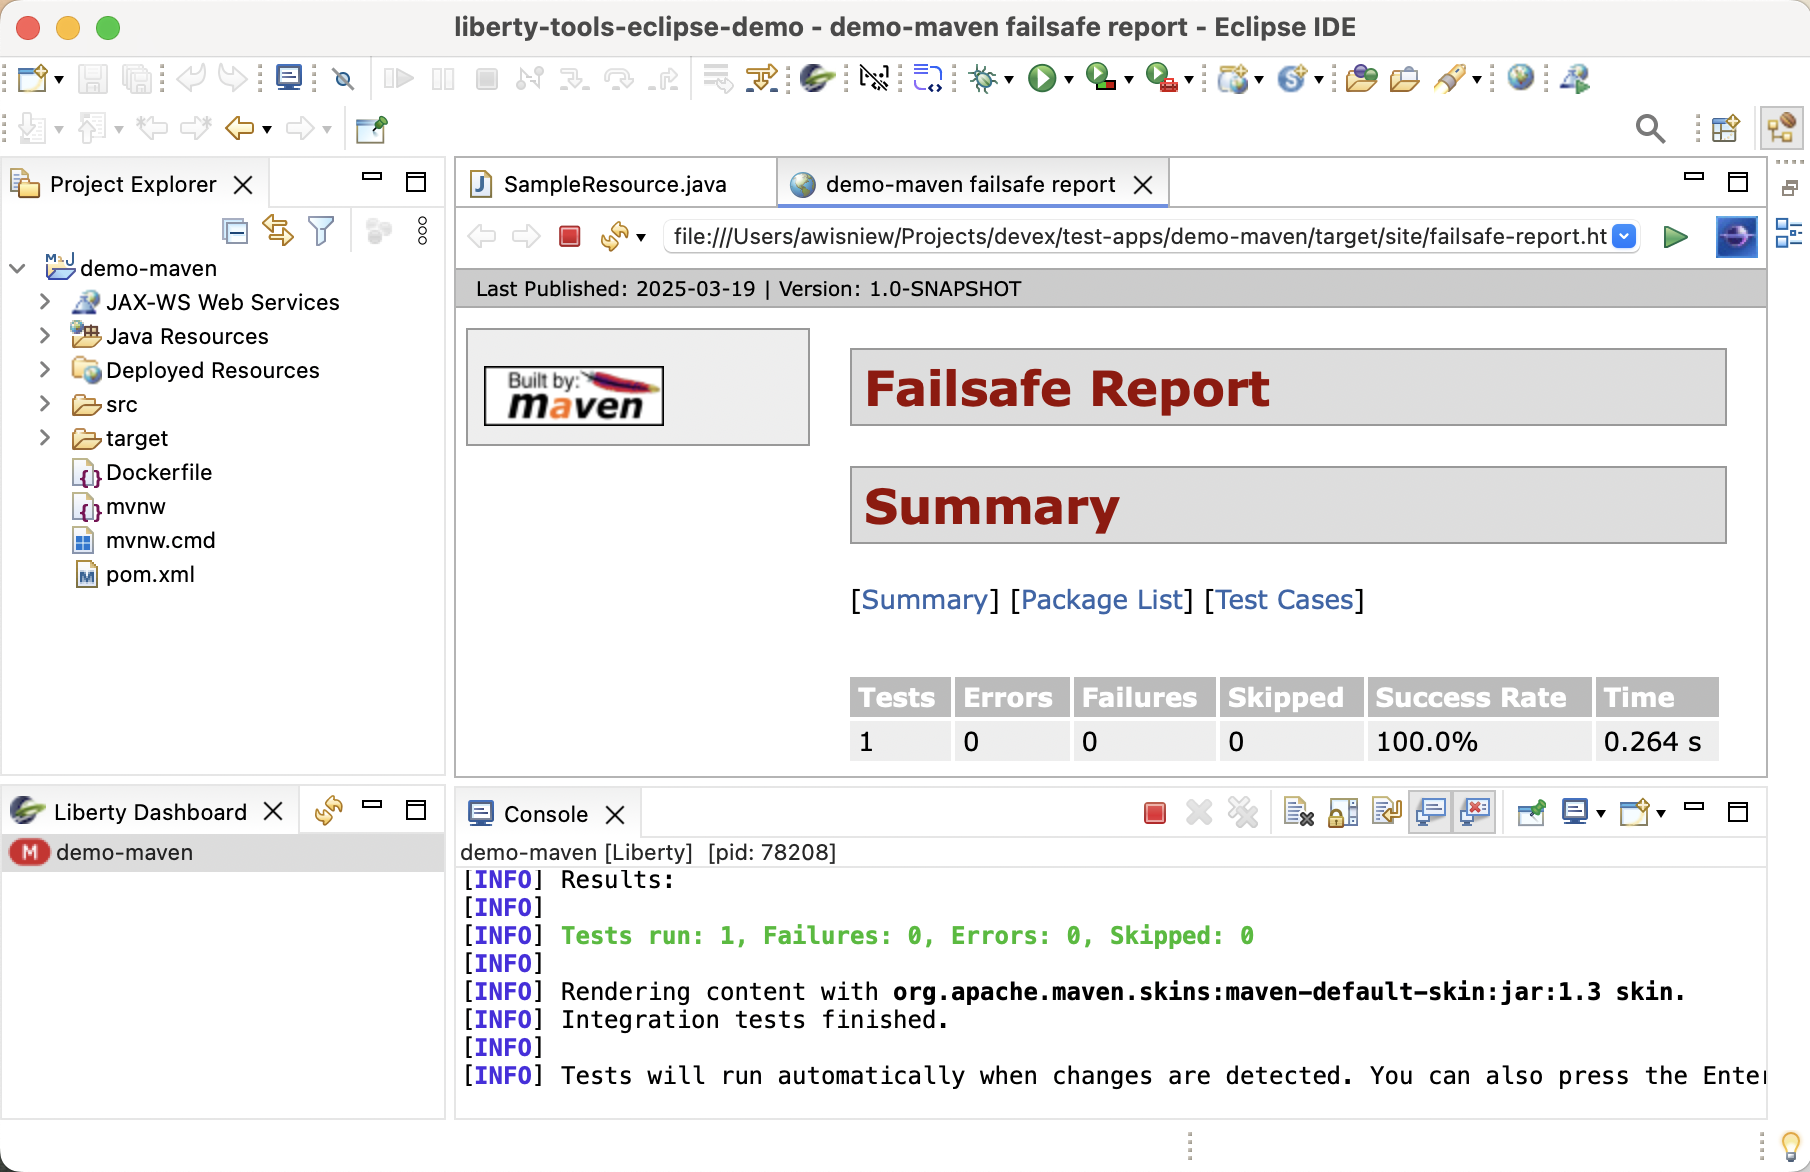 liberty-tools-eclipse-demo - demo-maven failsafe report - Eclipse IDE
Project Explorer
demo-maven
JAX-WS Web Services
Java Resources
Deployed Resources
src
target
Dockerfile
mvnw
mvnw.cmd
pom.xml
SampleResource.java
demo-maven failsafe report
file:///Users/awisniew/Projects/devex/test-apps/demo-maven/target/site/failsafe-report.ht
Last Published: 2025-03-19 | Version: 1.0-SNAPSHOT
Built by:
maven
Failsafe Report
Summary
[Summary] [Package List] [Test Cases]
Tests Errors Failures Skipped Success Rate Time
1 0 0 0 100.0% 0.264 s
Liberty Dashboard
M demo-maven
Console
demo-maven [Liberty] [pid: 78208]
[INFO] Results:
[INFO]
[INFO] Tests run: 1, Failures: 0, Errors: 0, Skipped: 0
[INFO]
[INFO] Rendering content with org.apache.maven.skins:maven-default-skin:jar:1.3 skin.
[INFO] Integration tests finished.
[INFO]
[INFO] Tests will run automatically when changes are detected. You can also press the Enter